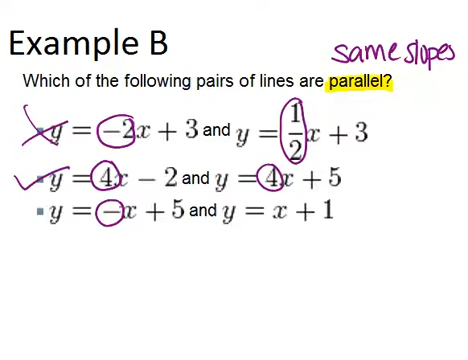 Example B
same slopes
Which of the following pairs of lines are parallel?
y = −2x + 3 and y = 1/2 x + 3
y = 4x − 2 and y = 4x + 5
y = −x + 5 and y = x + 1